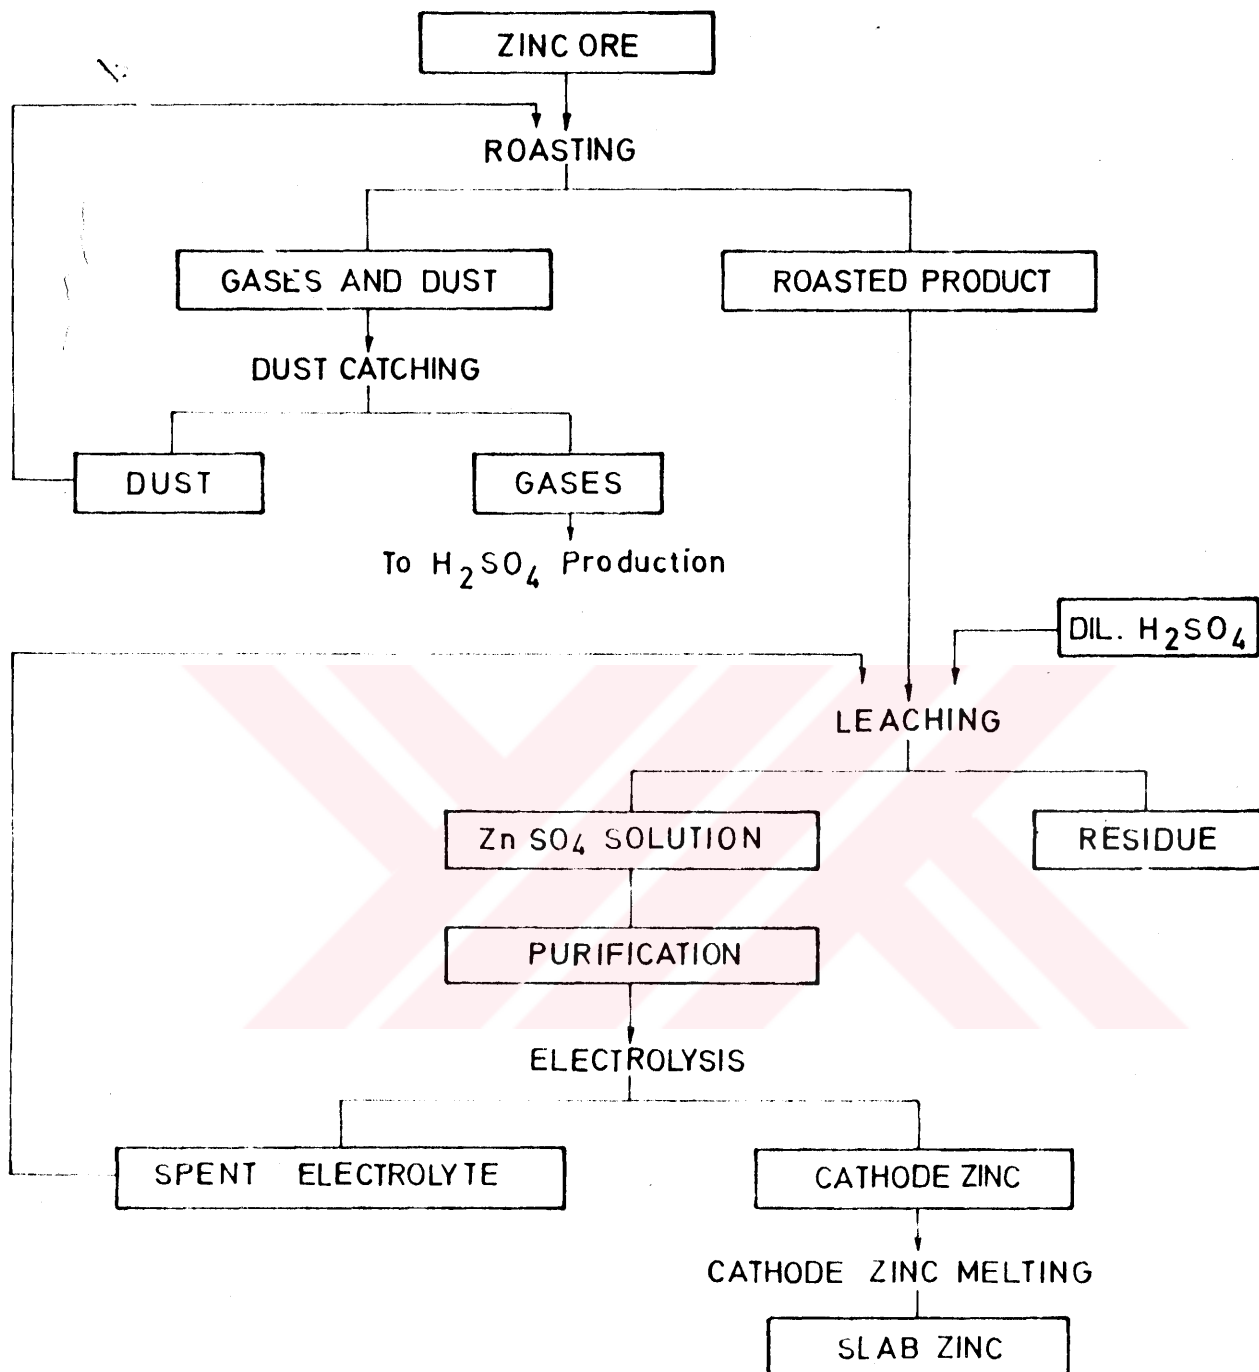 ZINC ORE
ROASTING
GASES AND DUST
ROASTED PRODUCT
DUST CATCHING
DUST
GASES
To H₂SO₄ Production
DIL. H₂SO₄
LEACHING
Zn SO₄ SOLUTION
RESIDUE
PURIFICATION
ELECTROLYSIS
SPENT ELECTROLYTE
CATHODE ZINC
CATHODE ZINC MELTING
SLAB ZINC